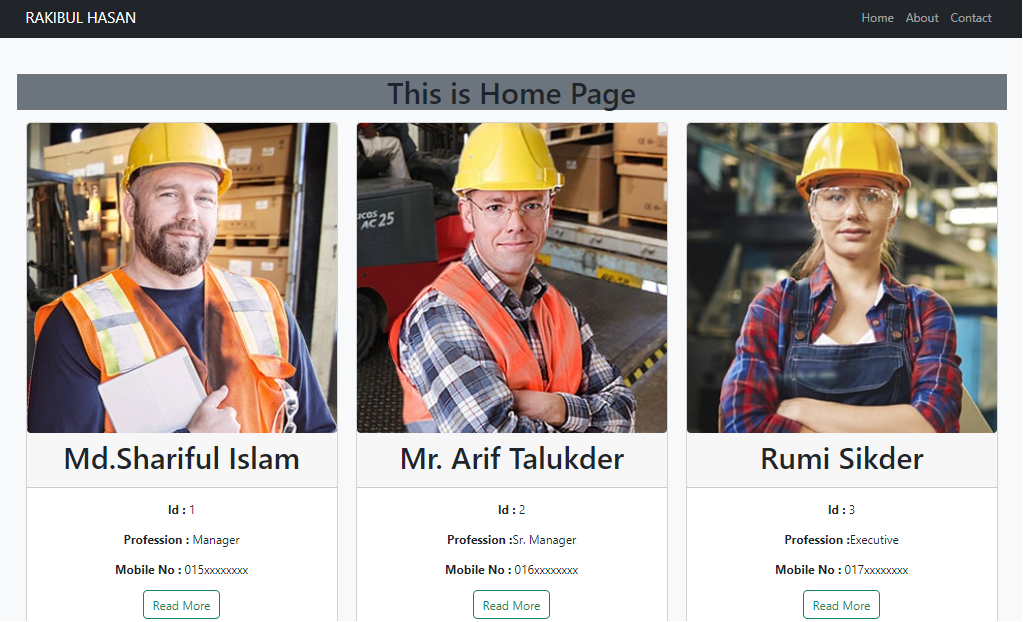 RAKIBUL HASAN
Home About Contact
This is Home Page
AC 25
Md.Shariful Islam
Id : 1
Profession : Manager
Mobile No : 015xxxxxxxx
Read More
Mr. Arif Talukder
Id : 2
Profession :Sr. Manager
Mobile No : 016xxxxxxxx
Read More
Rumi Sikder
Id : 3
Profession :Executive
Mobile No : 017xxxxxxxx
Read More